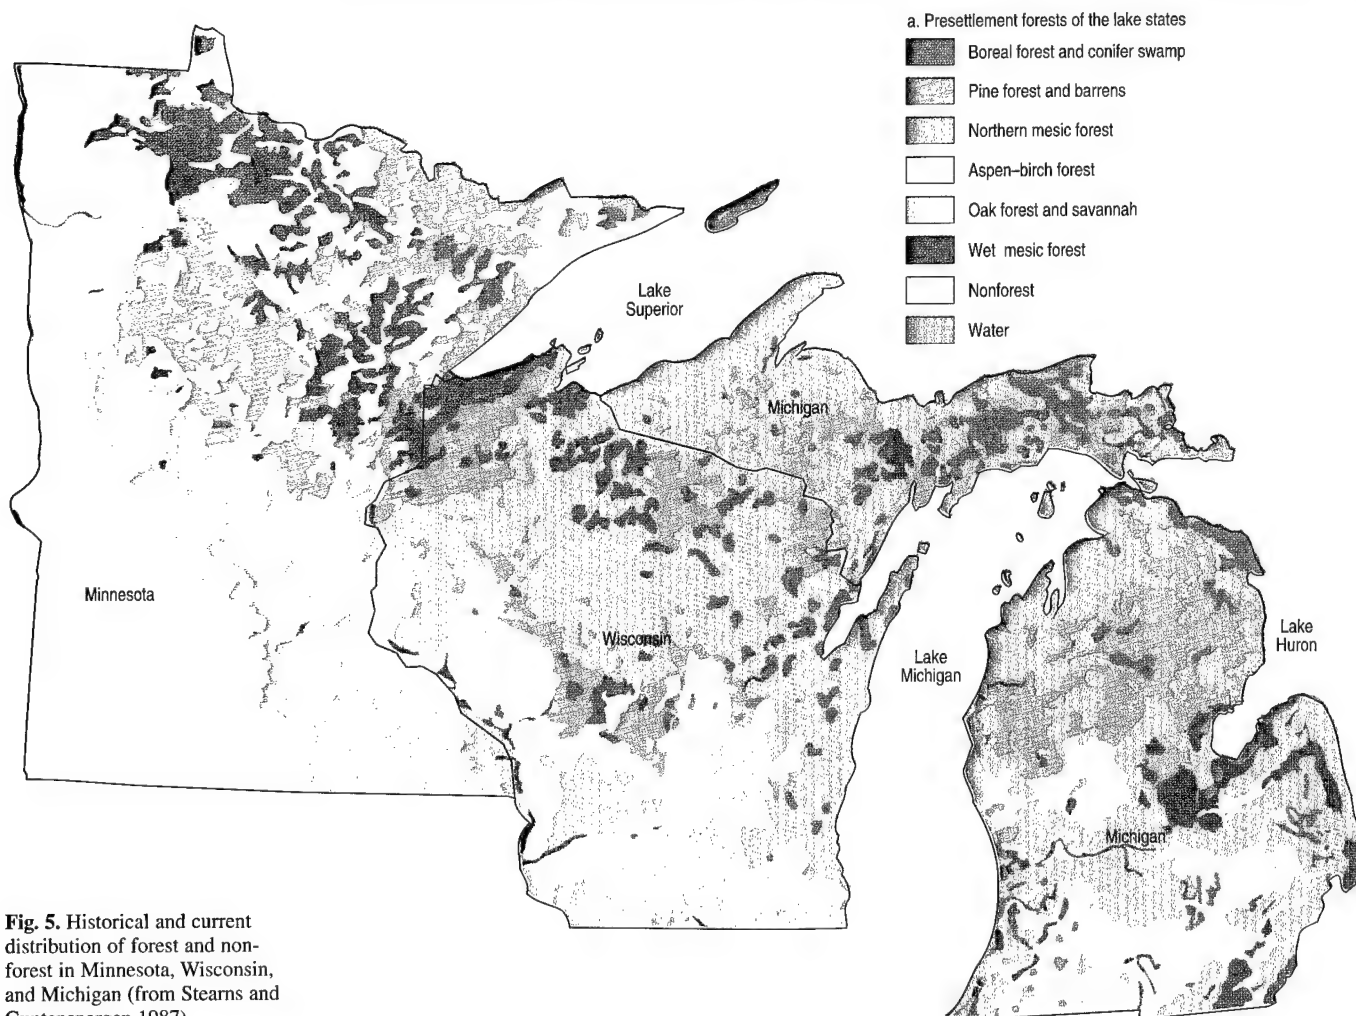 a. Presettlement forests of the lake states
Boreal forest and conifer swamp
Pine forest and barrens
Northern mesic forest
Aspen–birch forest
Oak forest and savannah
Wet mesic forest
Nonforest
Water
Lake
Superior
Michigan
Minnesota
Wisconsin
Lake
Michigan
Lake
Huron
Michigan
Fig. 5. Historical and current
distribution of forest and non-
forest in Minnesota, Wisconsin,
and Michigan (from Stearns and
1987)